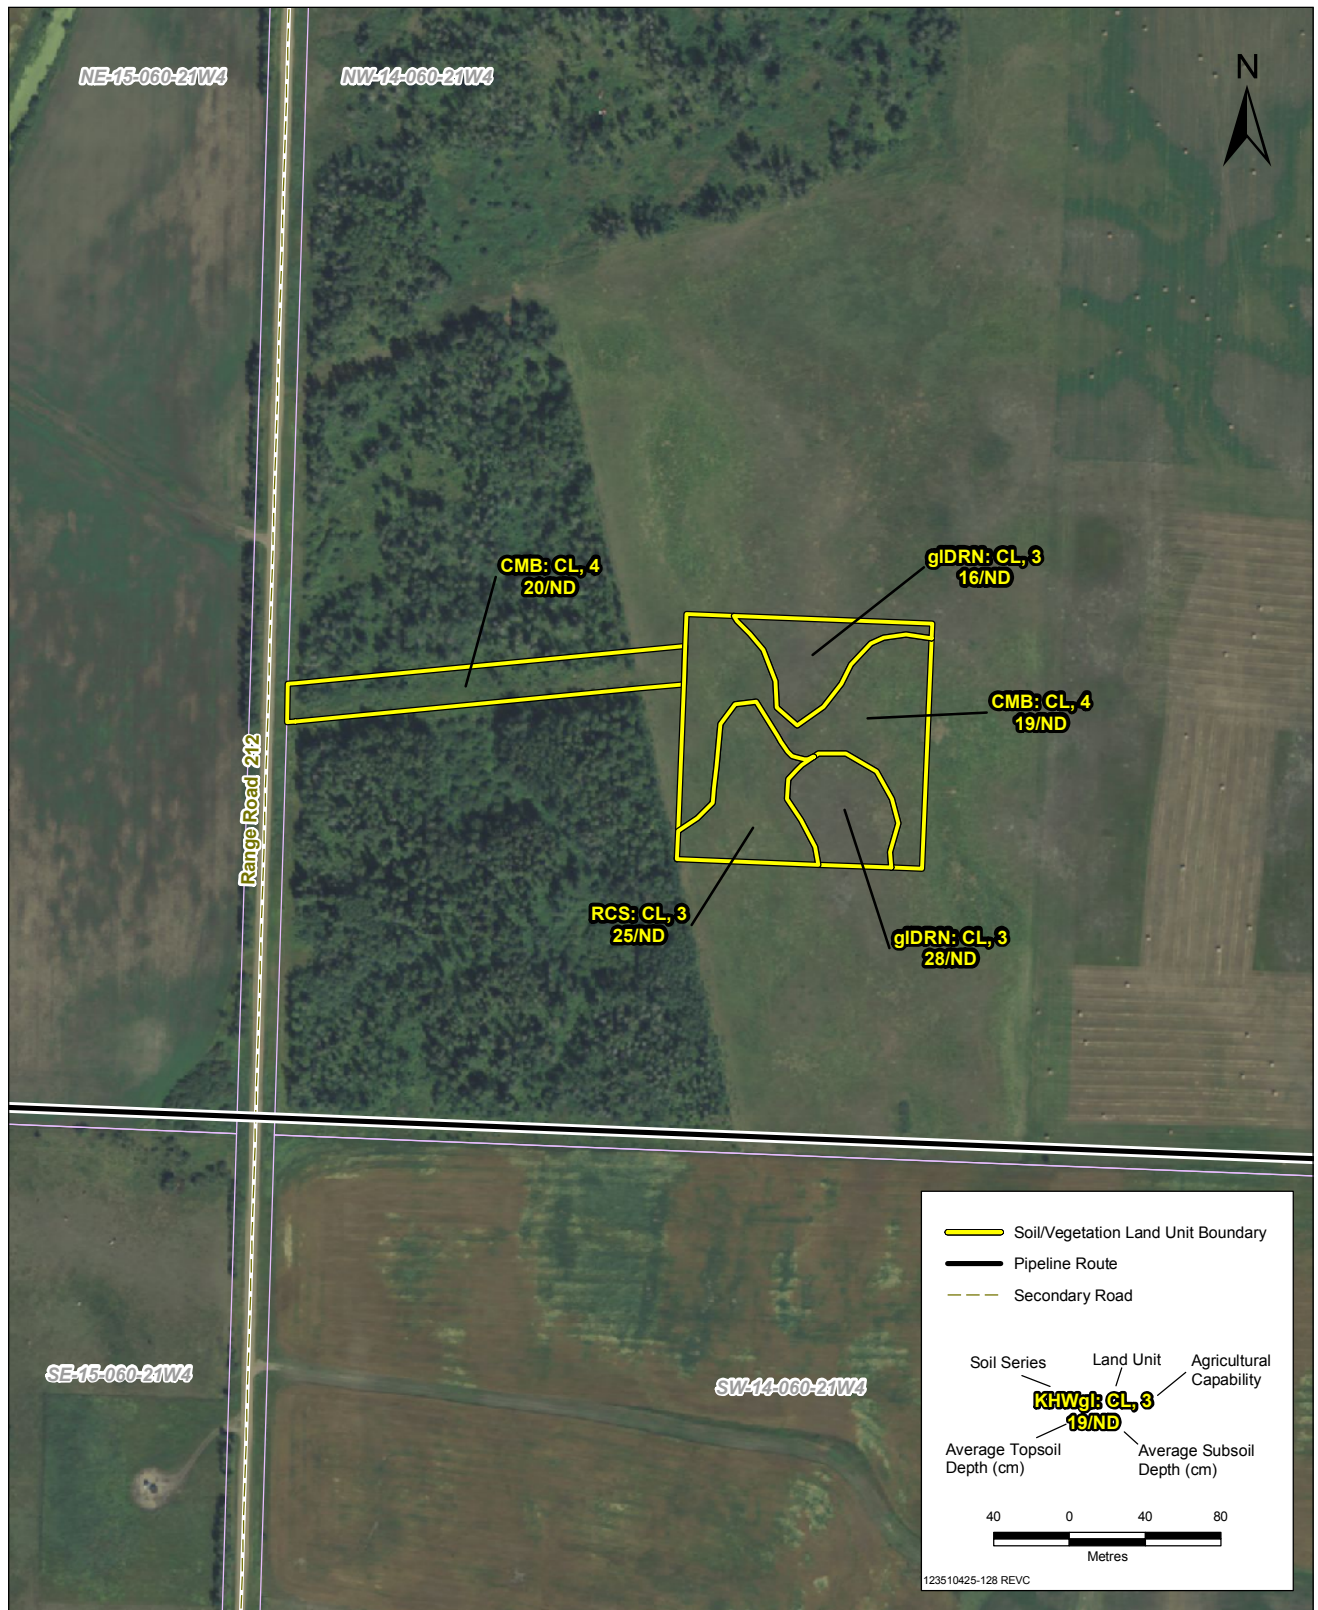 NE-15-060-21W4
NW-14-060-21W4
N
CMB: CL, 4
20/ND
glDRN: CL, 3
16/ND
CMB: CL, 4
19/ND
Range Road 212
RCS: CL, 3
25/ND
glDRN: CL, 3
28/ND
SE-15-060-21W4
SW-14-060-21W4
Soil/Vegetation Land Unit Boundary
Pipeline Route
Secondary Road
Soil Series
Land Unit
Agricultural
Capability
KHWgl: CL, 3
19/ND
Average Topsoil
Depth (cm)
Average Subsoil
Depth (cm)
40 0 40 80
Metres
123510425-128 REVC